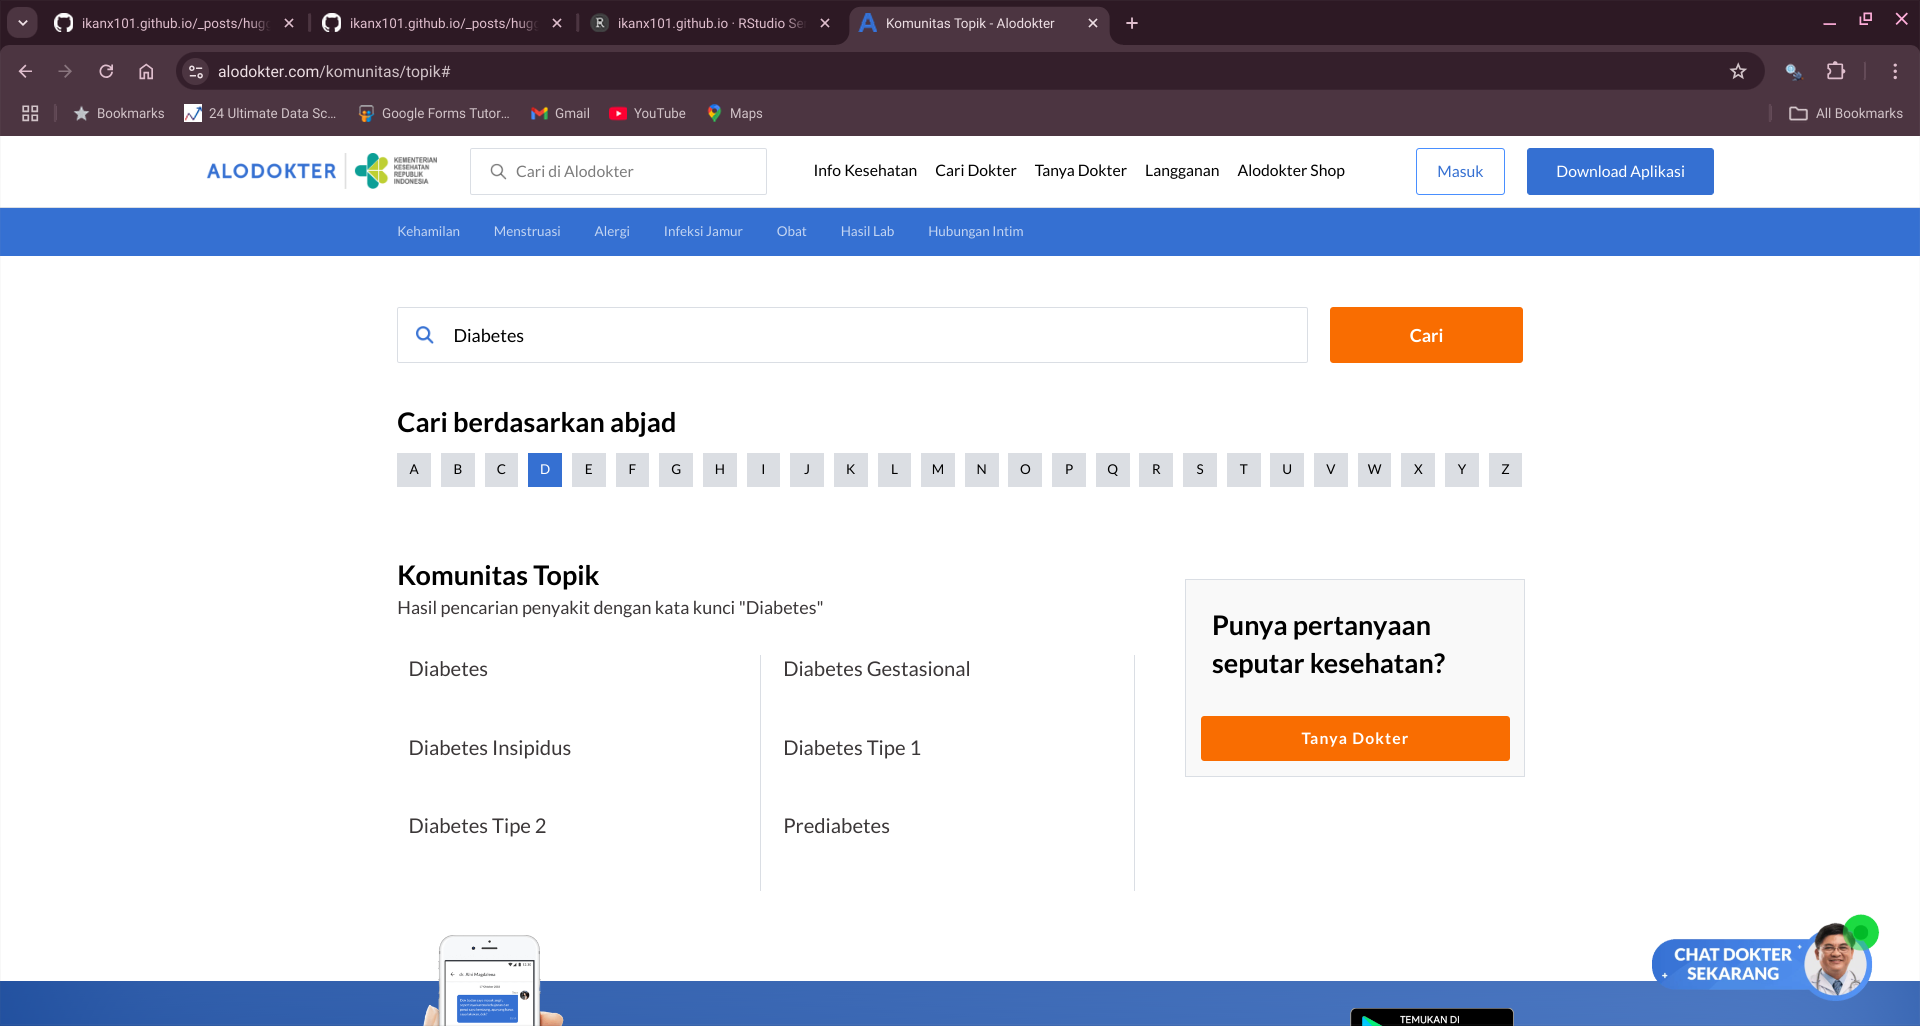 ikanx101.github.io/_posts/hugg
ikanx101.github.io/_posts/hugg
ikanx101.github.io · RStudio Se
Komunitas Topik - Alodokter
alodokter.com/komunitas/topik#
Bookmarks
24 Ultimate Data Sc...
Google Forms Tutor...
Gmail
YouTube
Maps
All Bookmarks
ALODOKTER
KEMENTERIAN
KESEHATAN
REPUBLIK
INDONESIA
Cari di Alodokter
Info Kesehatan
Cari Dokter
Tanya Dokter
Langganan
Alodokter Shop
Masuk
Download Aplikasi
Kehamilan
Menstruasi
Alergi
Infeksi Jamur
Obat
Hasil Lab
Hubungan Intim
Diabetes
Cari
Cari berdasarkan abjad
A B C D E F G H I J K L M N O P Q R S T U V W X Y Z
Komunitas Topik
Hasil pencarian penyakit dengan kata kunci "Diabetes"
Diabetes
Diabetes Gestasional
Diabetes Insipidus
Diabetes Tipe 1
Diabetes Tipe 2
Prediabetes
Punya pertanyaan
seputar kesehatan?
Tanya Dokter
CHAT DOKTER
SEKARANG
TEMUKAN DI